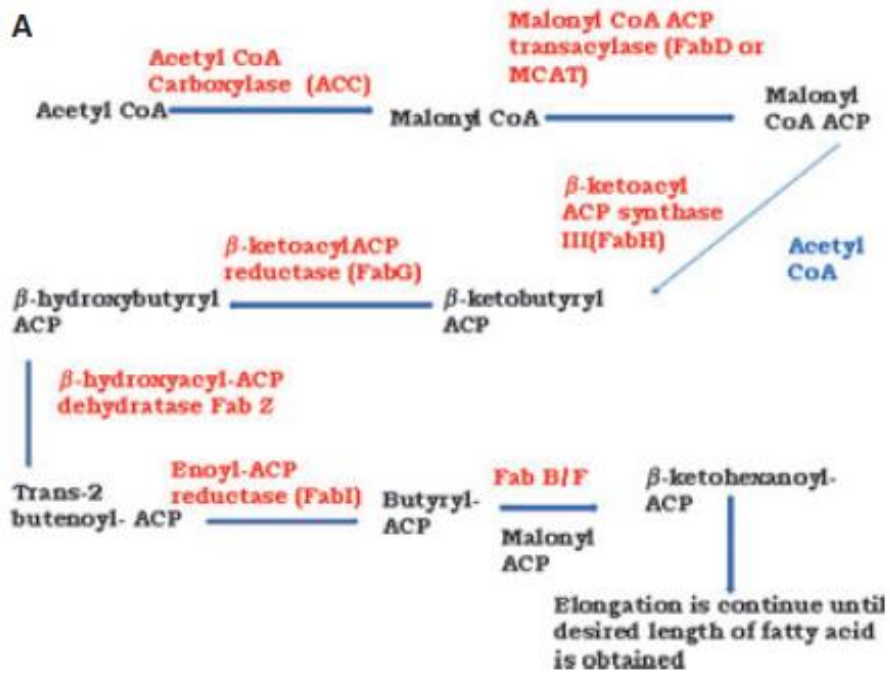 A
Acetyl CoA
Carboxylase (ACC)
Malonyl CoA ACP
transacylase (FabD or
MCAT)
Acetyl CoA
Malonyl CoA
Malonyl
CoA ACP
β-ketoacyl
ACP synthase
III(FabH)
Acetyl
CoA
β-ketoacylACP
reductase (FabG)
β-hydroxybutyryl
ACP
β-ketobutyryl
ACP
β-hydroxyacyl-ACP
dehydratase Fab Z
Trans-2
butenoyl- ACP
Enoyl-ACP
reductase (FabI)
Butyryl-
ACP
Fab B/F
Malonyl
ACP
β-ketohexanoyl-
ACP
Elongation is continue until
desired length of fatty acid
is obtained